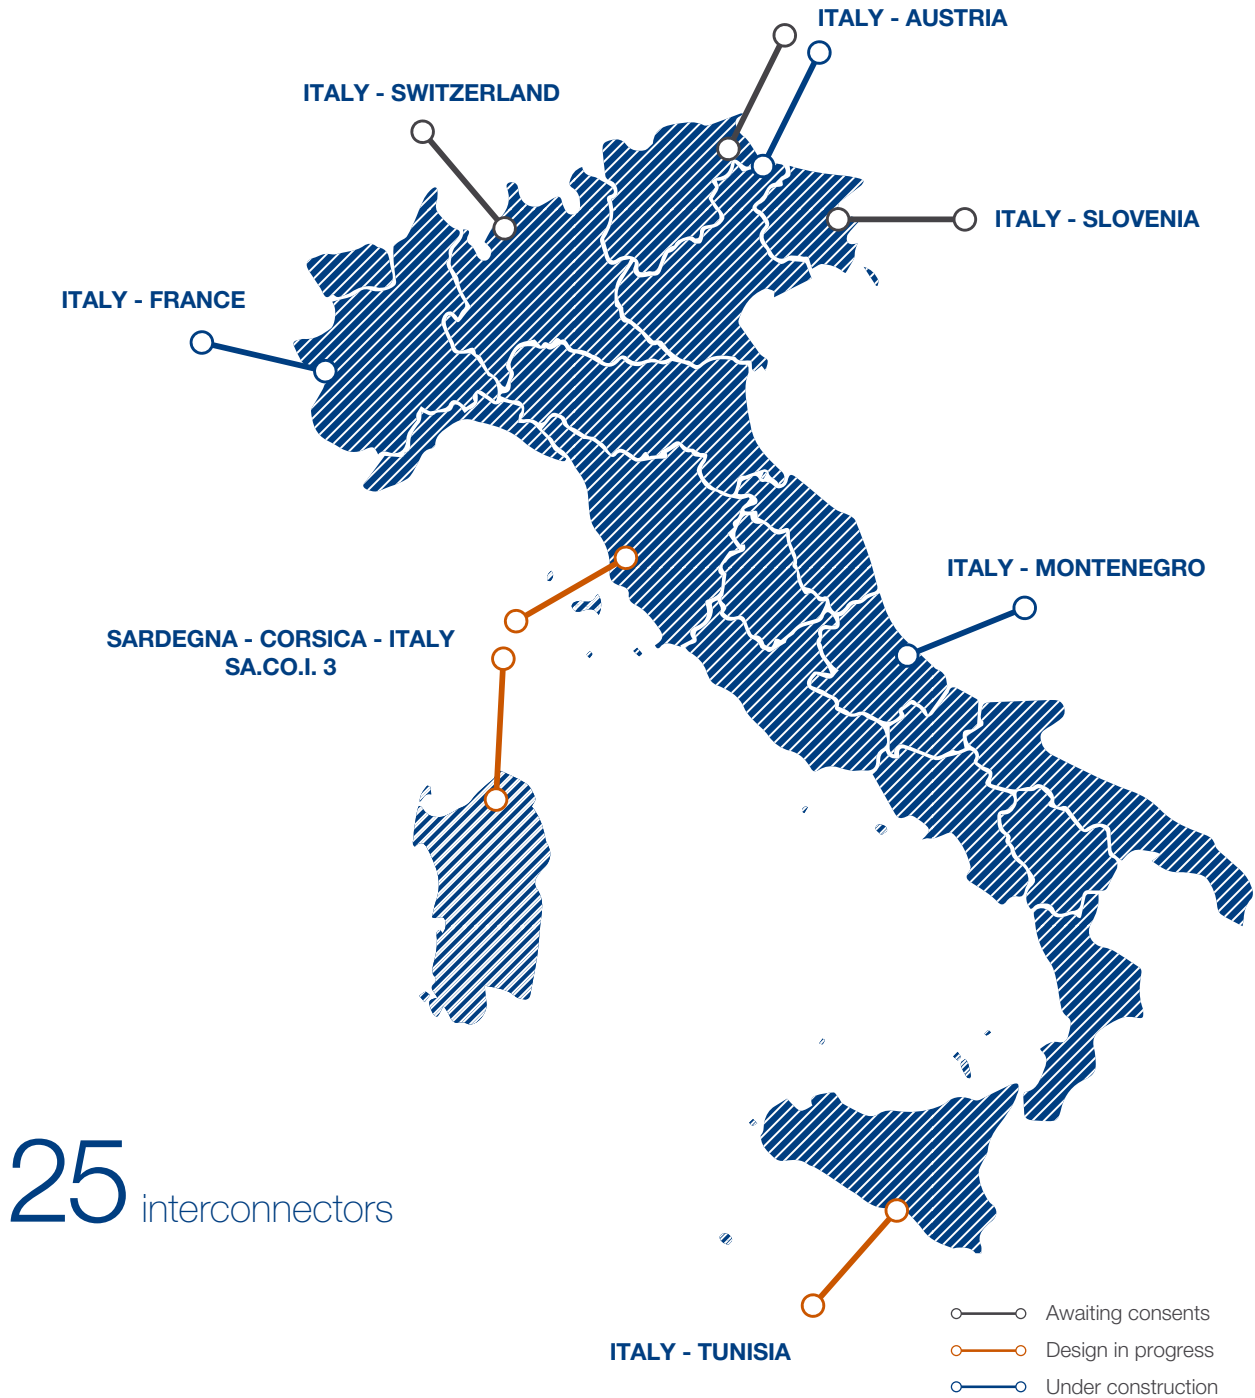 ITALY - AUSTRIA
ITALY - SWITZERLAND
ITALY - SLOVENIA
ITALY - FRANCE
ITALY - MONTENEGRO
SARDEGNA - CORSICA - ITALY
SA.CO.I. 3
25 interconnectors
ITALY - TUNISIA
Awaiting consents
Design in progress
Under construction